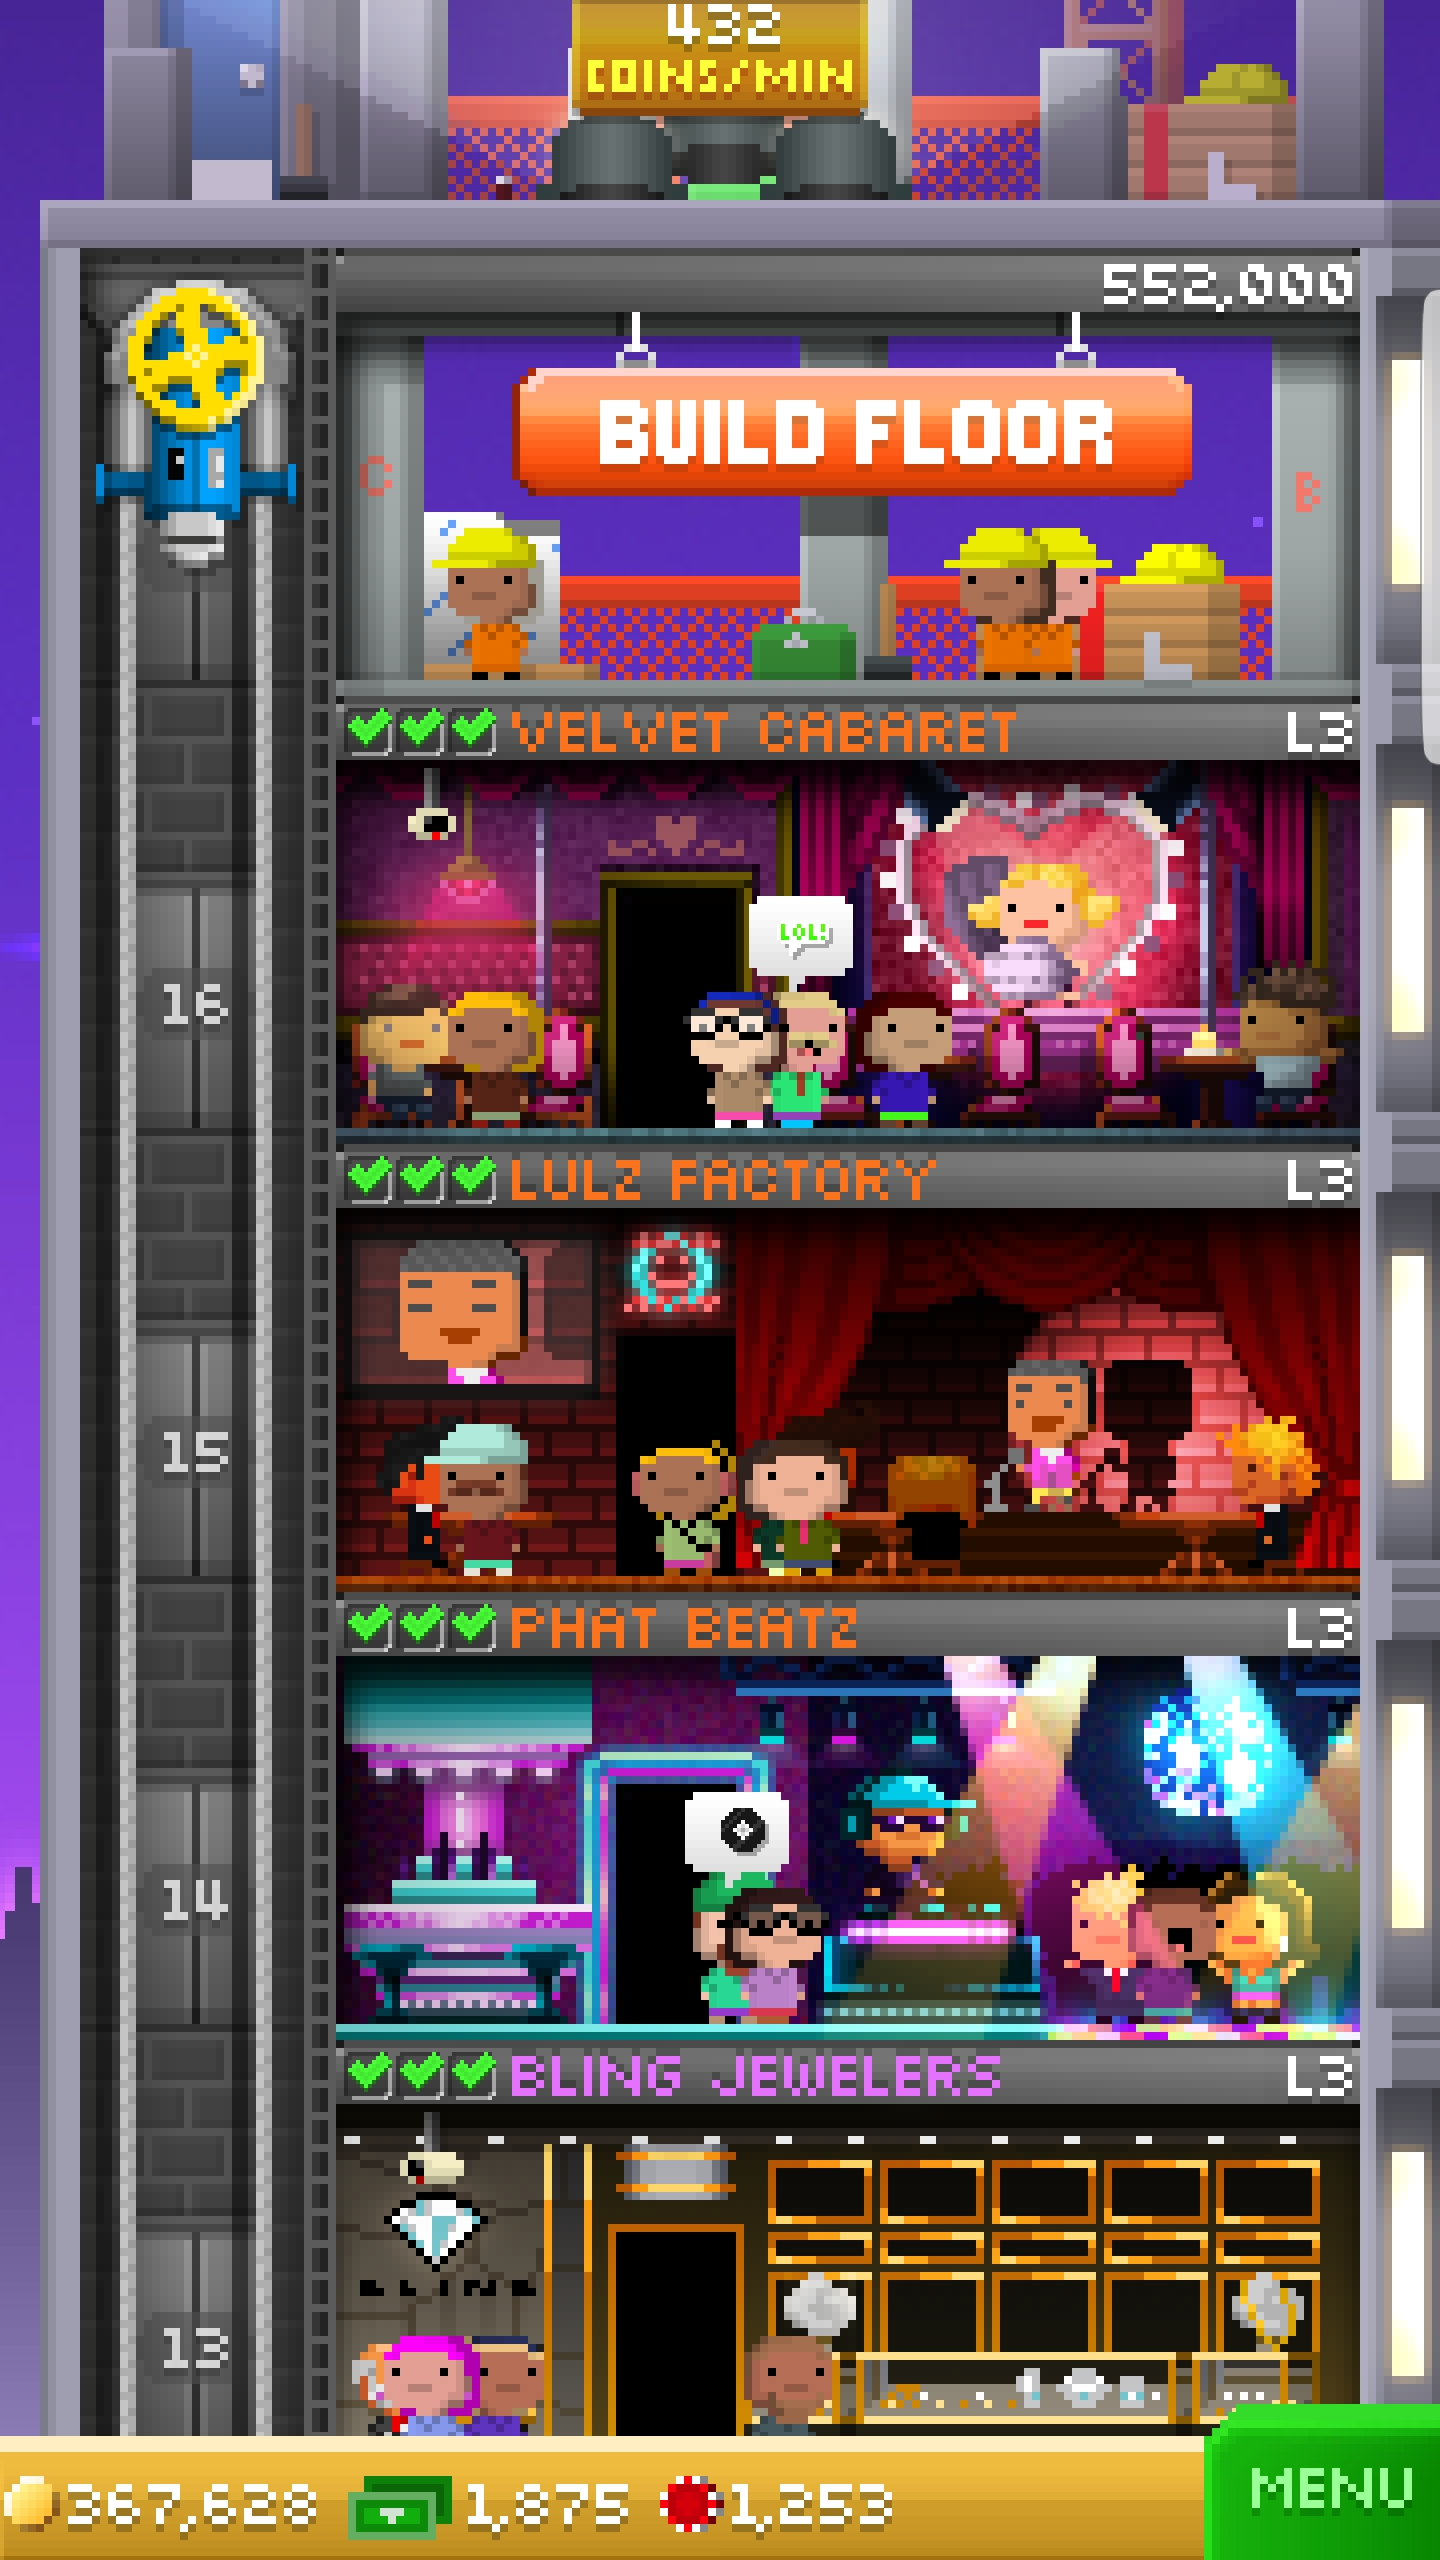 432
COINS/MIN
552,000
BUILD FLOOR
C
B
VELVET CABARET L3
LOL!
16
LULZ FACTORY L3
15
PHAT BEATZ L3
14
BLING JEWELERS L3
BLING
13
367,628 1,875 1,253
MENU